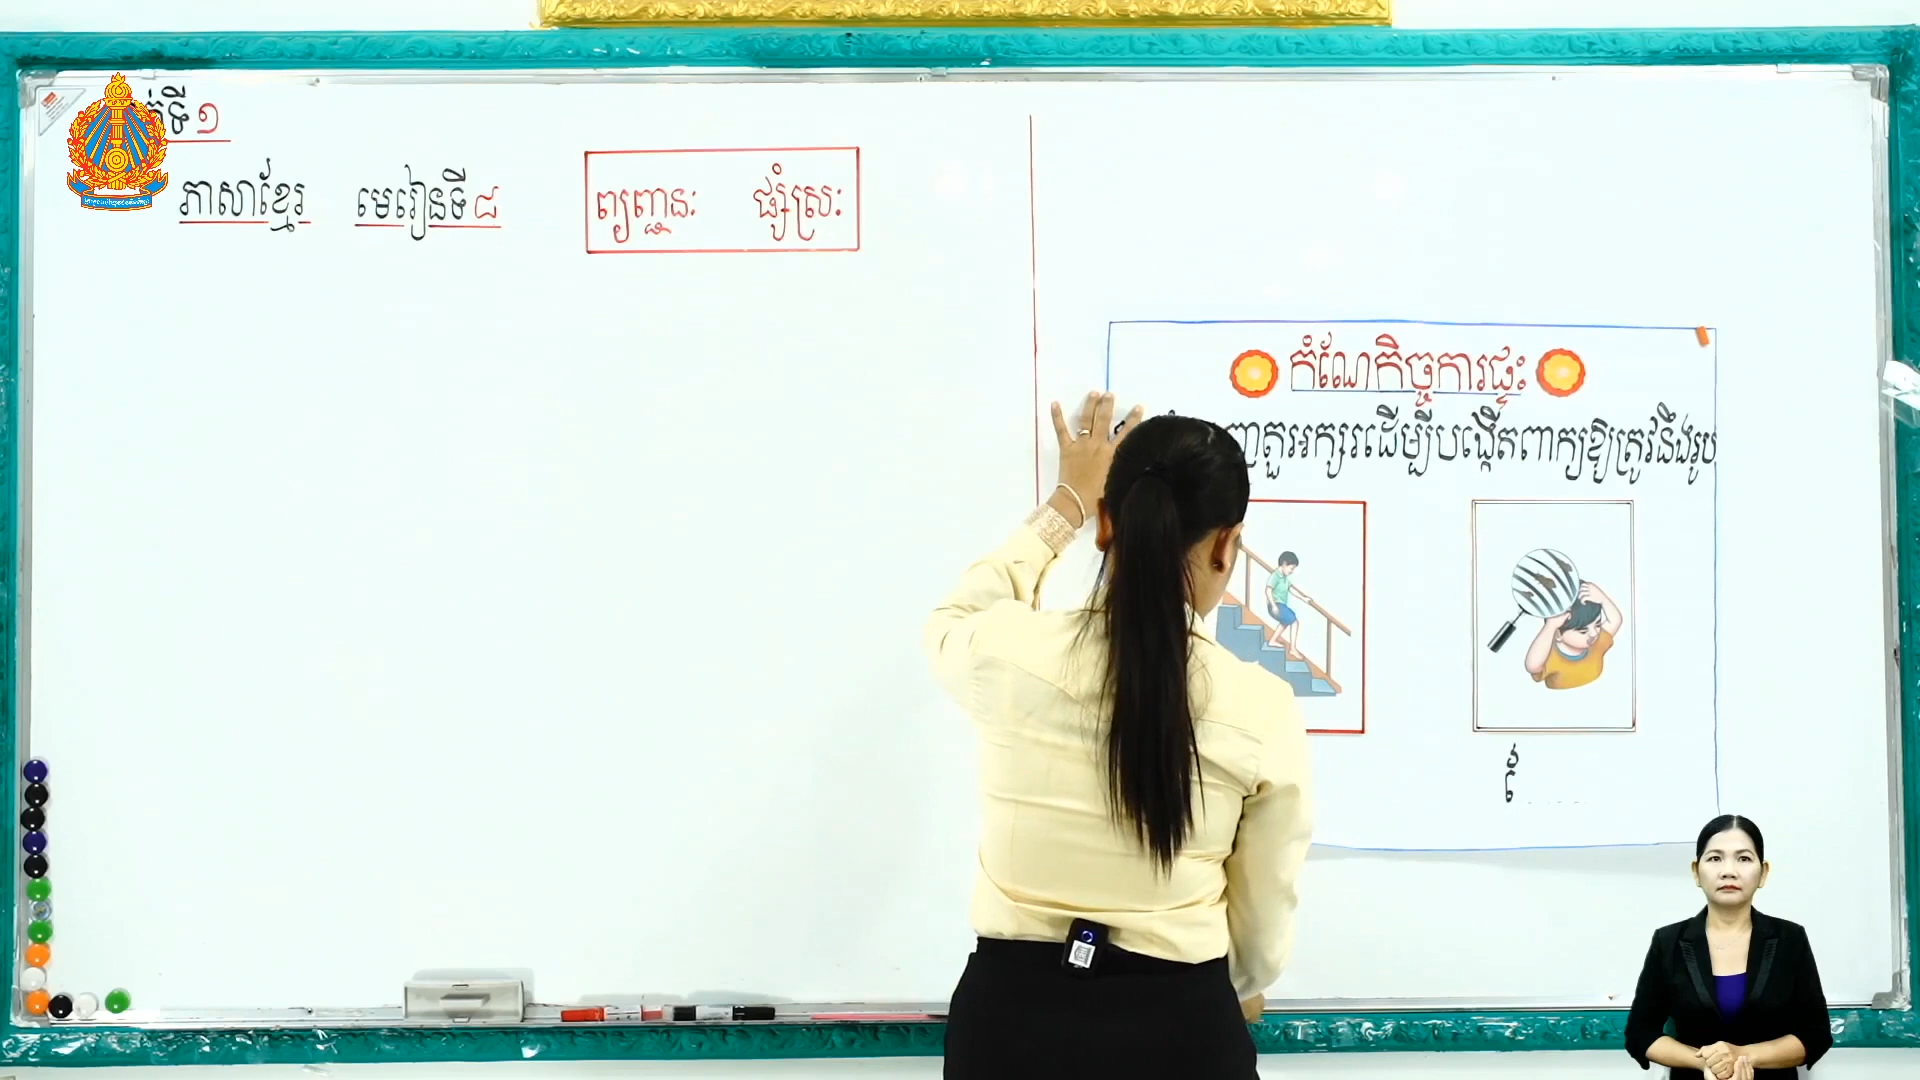 ទី ១
ភាសាខ្មែរ មេរៀនទី ៨
ព្យញ្ជនៈ ផ្សំស្រៈ
កំណែកិច្ចការផ្ទះ
តួអក្សរដើម្បីបង្កើតពាក្យឱ្យត្រូវនឹងរូប